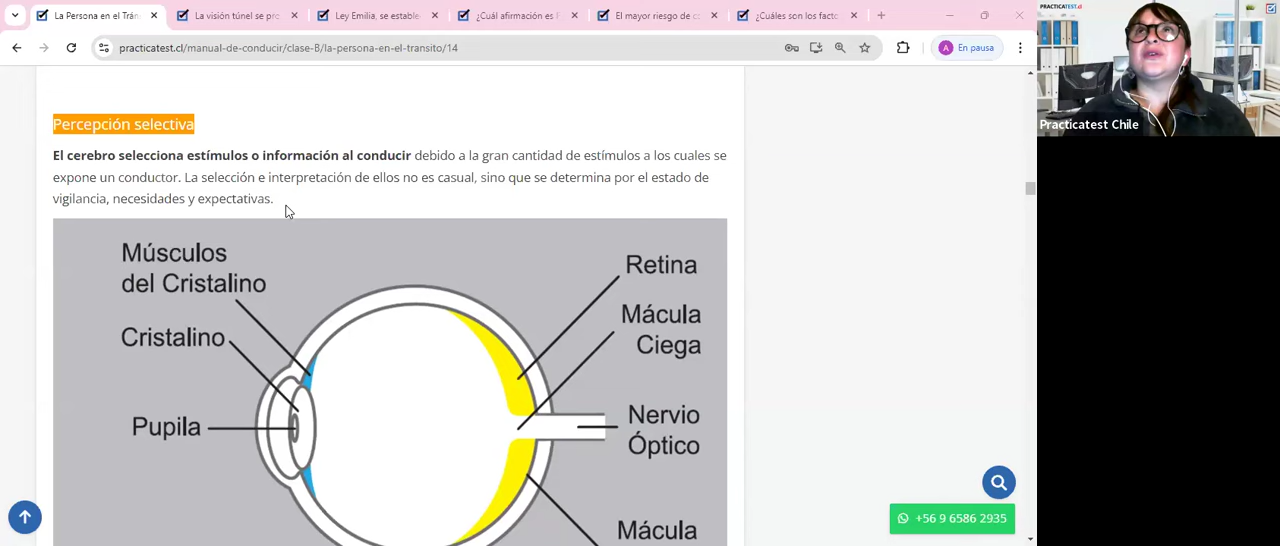 La Persona en el Trán
La visión túnel se pro
Ley Emilia, se estable
¿Cuál afirmación es
El mayor riesgo de co
¿Cuáles son los facto
practicatest.cl/manual-de-conducir/clase-B/la-persona-en-el-transito/14
A
En pausa
PRACTICATEST.cl
Practicatest Chile
Percepción selectiva
El cerebro selecciona estímulos o información al conducir debido a la gran cantidad de estímulos a los cuales se
expone un conductor. La selección e interpretación de ellos no es casual, sino que se determina por el estado de
vigilancia, necesidades y expectativas.
Músculos
del Cristalino
Cristalino
Pupila
Retina
Mácula
Ciega
Nervio
Óptico
Mácula
+56 9 6586 2935